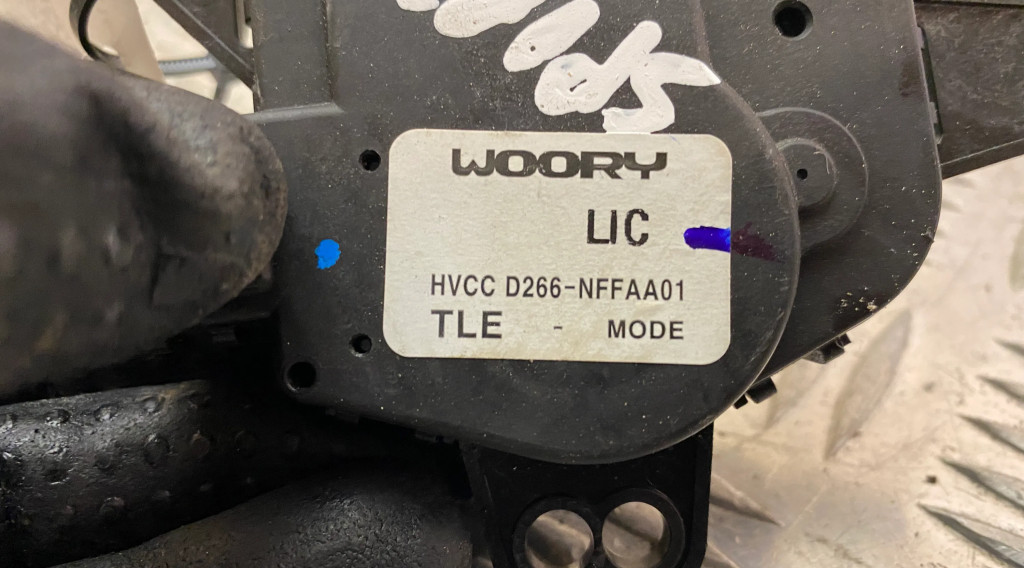 WOORY
LIC
HVCC D266-NFFAA01
TLE - MODE